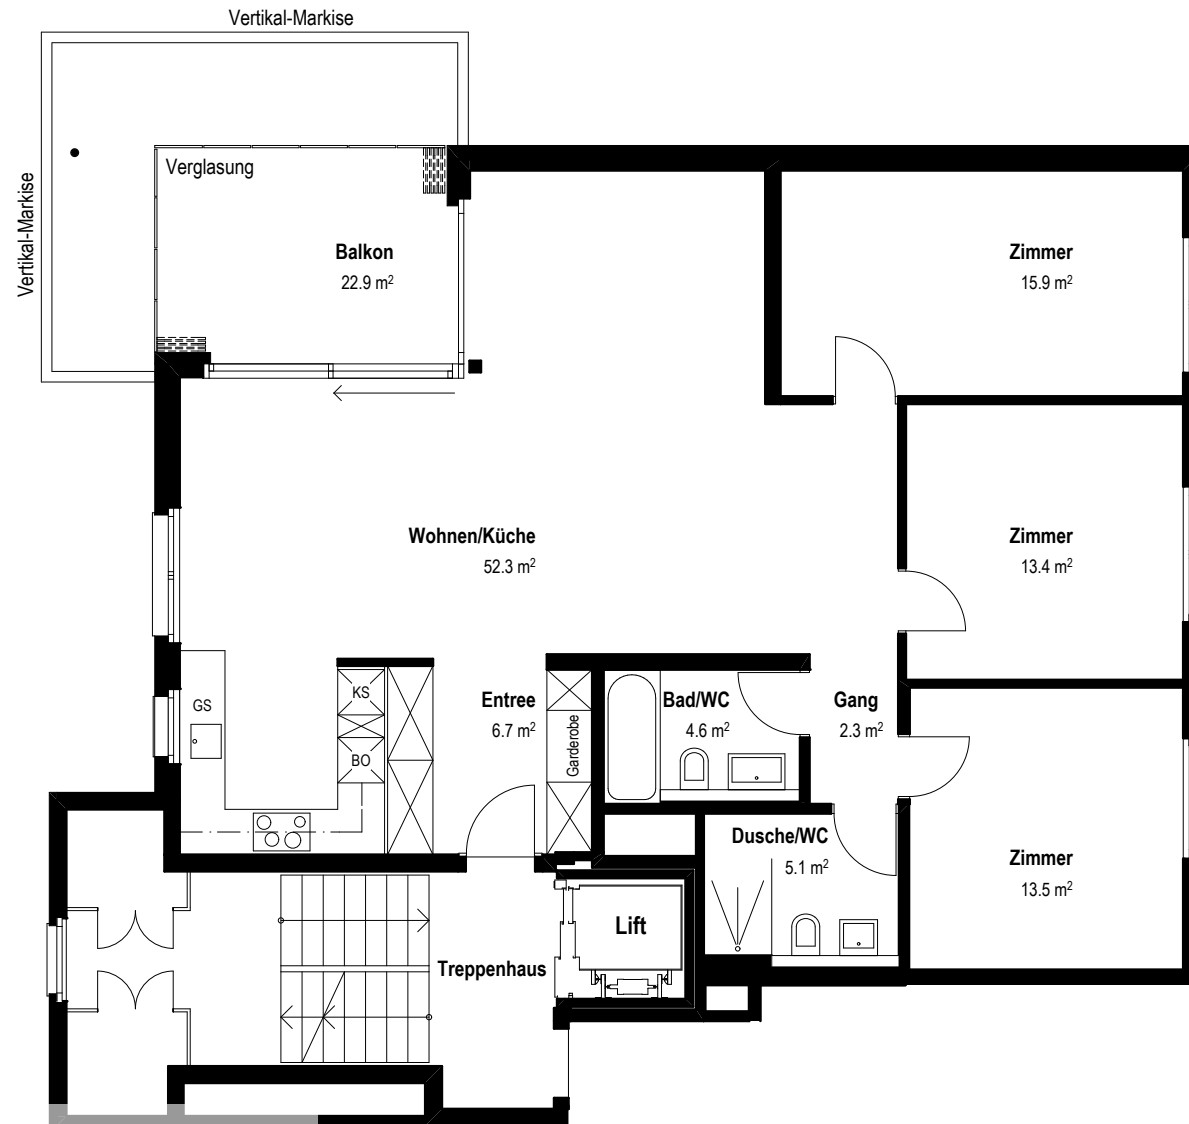 Vertikal-Markise
Vertikal-Markise
Verglasung
Balkon
22.9 m²
Zimmer
15.9 m²
Wohnen/Küche
52.3 m²
Zimmer
13.4 m²
GS
KS
BO
Entree
6.7 m²
Garderobe
Bad/WC
4.6 m²
Gang
2.3 m²
Dusche/WC
5.1 m²
Zimmer
13.5 m²
Lift
Treppenhaus